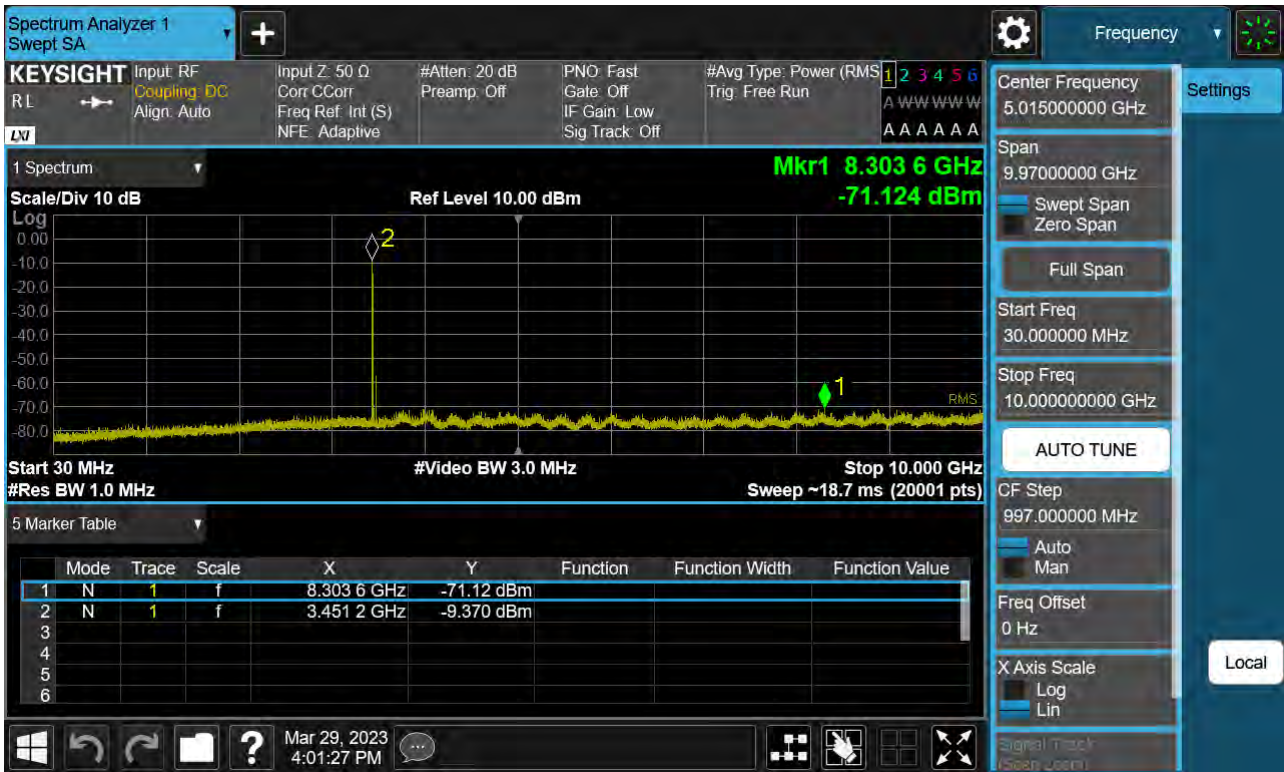 Spectrum Analyzer 1
Swept SA
+
Frequency
KEYSIGHT
RL
LXI
Input: RF
Coupling: DC
Align: Auto
Input Z: 50 Ω
Corr CCorr
Freq Ref: Int (S)
NFE: Adaptive
#Atten: 20 dB
Preamp: Off
PNO: Fast
Gate: Off
IF Gain: Low
Sig Track: Off
#Avg Type: Power (RMS
Trig: Free Run
1 2 3 4 5 6
A W W W W W
A A A A A A
1 Spectrum
Scale/Div 10 dB
Ref Level 10.00 dBm
Mkr1 8.303 6 GHz
-71.124 dBm
Log
0.00
-10.0
-20.0
-30.0
-40.0
-50.0
-60.0
-70.0
-80.0
2
1
RMS
Start 30 MHz
#Video BW 3.0 MHz
Stop 10.000 GHz
#Res BW 1.0 MHz
Sweep ~18.7 ms (20001 pts)
5 Marker Table
Mode Trace Scale X Y Function Function Width Function Value
1 N 1 f 8.303 6 GHz -71.12 dBm
2 N 1 f 3.451 2 GHz -9.370 dBm
3
4
5
6
Mar 29, 2023
4:01:27 PM
Center Frequency
5.015000000 GHz
Span
9.97000000 GHz
Swept Span
Zero Span
Full Span
Start Freq
30.000000 MHz
Stop Freq
10.000000000 GHz
AUTO TUNE
CF Step
997.000000 MHz
Auto
Man
Freq Offset
0 Hz
X Axis Scale
Log
Lin
Signal Track
(Span Zoom)
Settings
Local